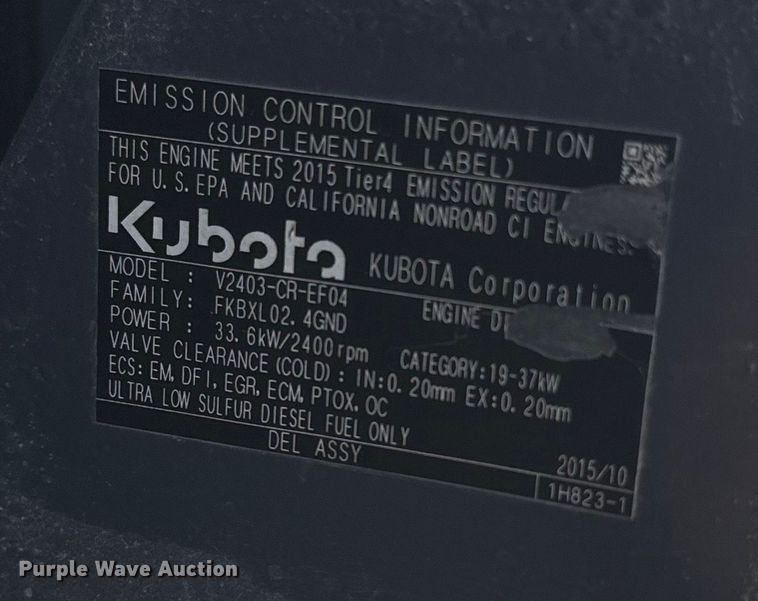 EMISSION CONTROL INFORMATION
(SUPPLEMENTAL LABEL)
THIS ENGINE MEETS 2015 Tier4 EMISSION
FOR U.S.EPA AND CALIFORNIA NONROAD CI ENGINES.
Kubota KUBOTA Corporation
MODEL : V2403-CR-EF04 ENGINE
FAMILY: FKBXL02.4GND
POWER : 33.6kW/2400rpm CATEGORY:19-37kW
VALVE CLEARANCE(COLD): IN:0.20mm EX:0.20mm
ECS: EM, DFI, EGR, ECM, PTOX, OC
ULTRA LOW SULFUR DIESEL FUEL ONLY
DEL ASSY 2015/10
1H823-1
Purple Wave Auction